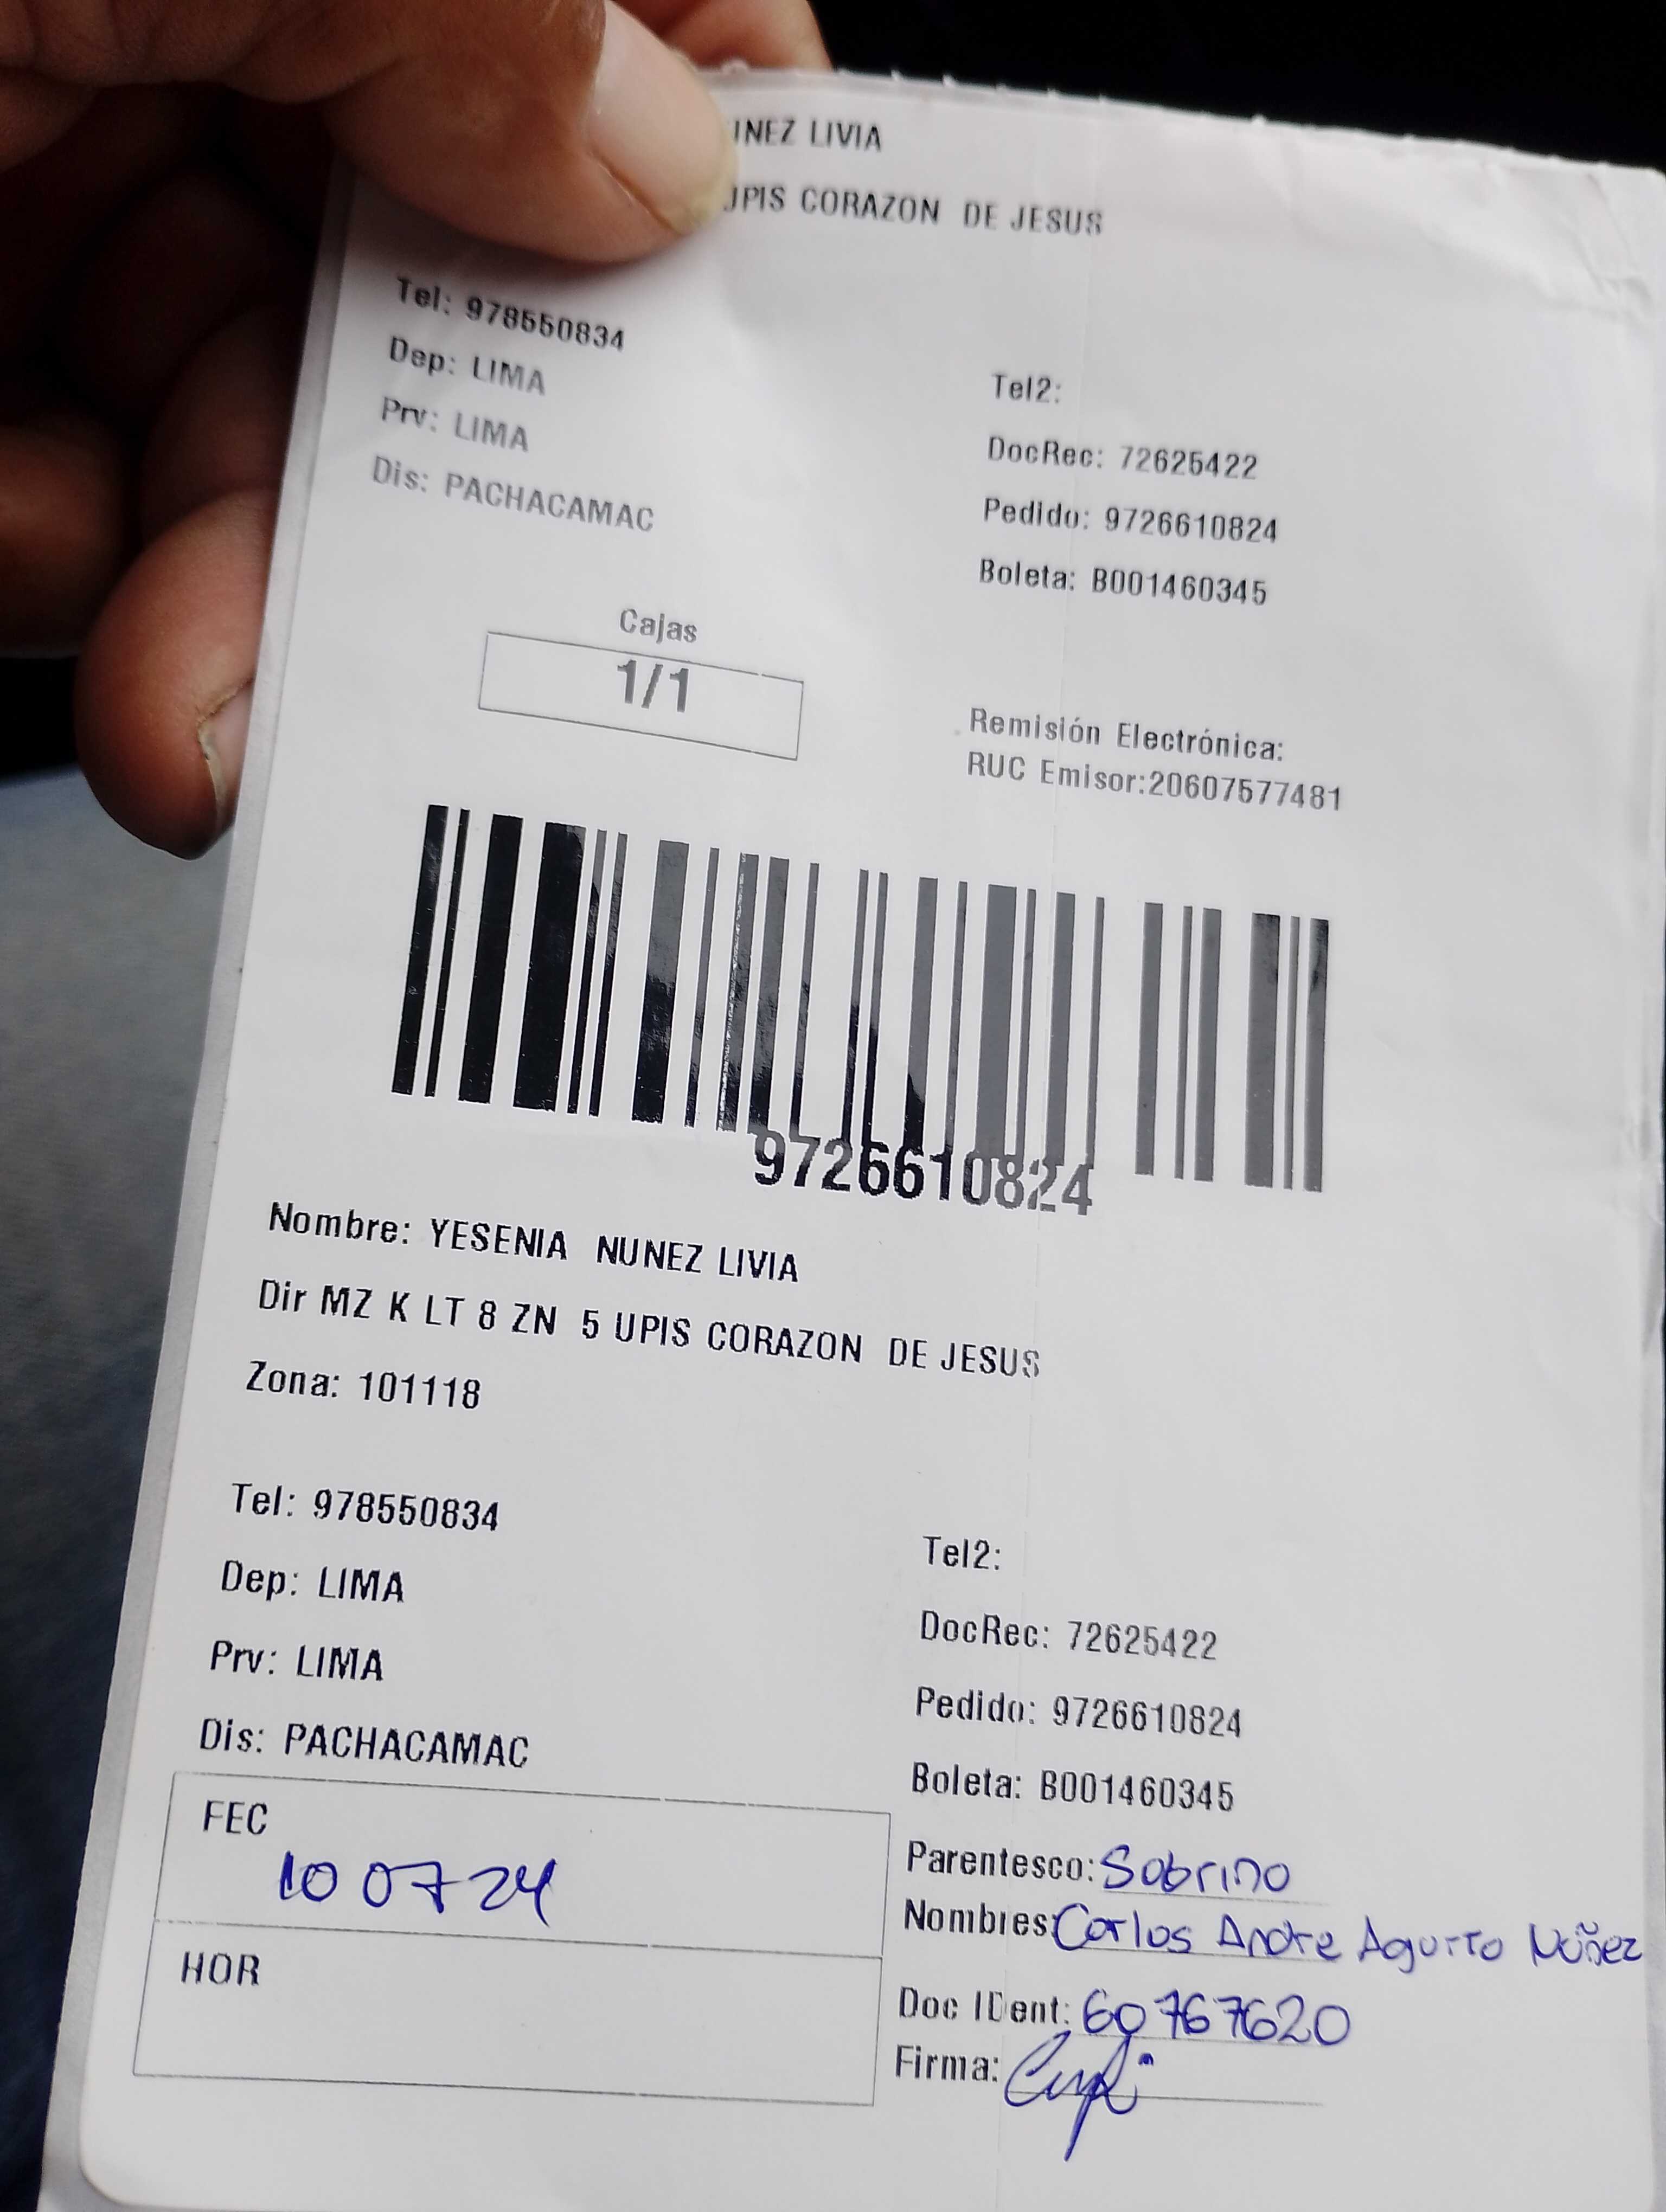 LIVIA
CORAZON DE JESUS
Tel: 978550834
Dep: LIMA
Prv: LIMA
Dis: PACHACAMAC
Tel2:
DocRec: 72625422
Pedido: 9726610824
Boleta: B001460345
Cajas
1/1
Remisión Electrónica:
RUC Emisor:20607577481
9726610824
Nombre: YESENIA NUNEZ LIVIA
Dir MZ K LT 8 ZN 5 UPIS CORAZON DE JESUS
Zona: 101118
Tel: 978550834
Dep: LIMA
Prv: LIMA
Dis: PACHACAMAC
Tel2:
DocRec: 72625422
Pedido: 9726610824
Boleta: B001460345
FEC
10 07 24
HOR
Parentesco: Sobrino
Nombres: Carlos Andre Agurto Núñez
Doc IDent: 60767620
Firma: